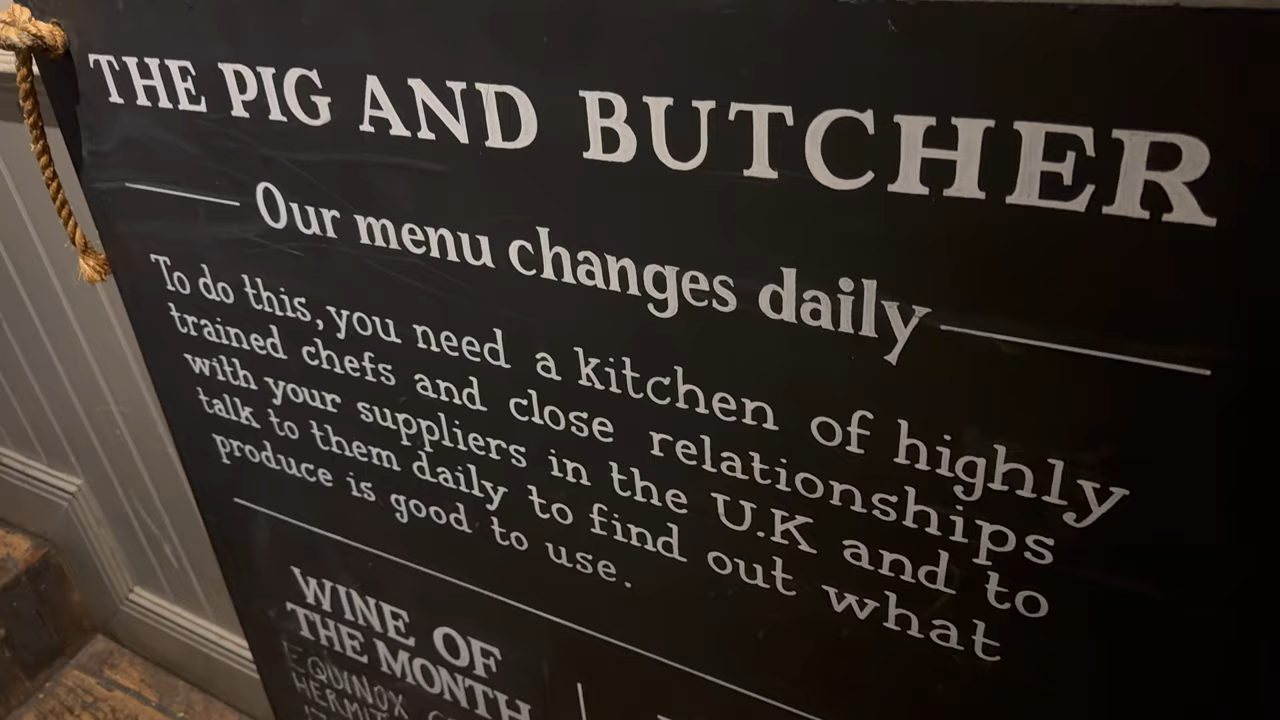 THE PIG AND BUTCHER
Our menu changes daily
To do this, you need a kitchen of highly
trained chefs and close relationships
with your suppliers in the U.K and to
talk to them daily to find out what
produce is good to use.
WINE OF
THE MONTH
EQUINOX